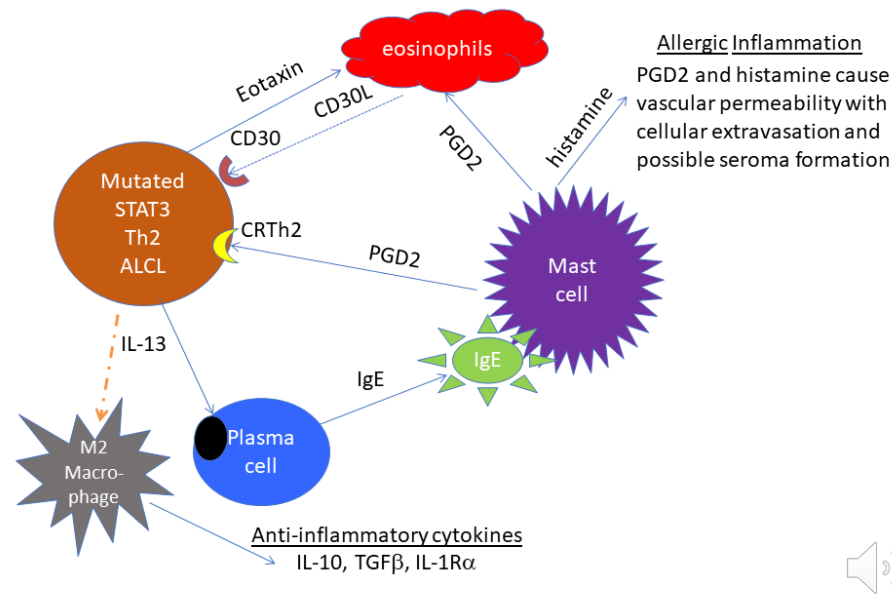 eosinophils
Allergic Inflammation
PGD2 and histamine cause
vascular permeability with
cellular extravasation and
possible seroma formation
Eotaxin
CD30L
CD30
PGD2
histamine
Mutated
STAT3
Th2
ALCL
CRTh2
PGD2
Mast
cell
IL-13
IgE
IgE
M2
Macro-
phage
Plasma
cell
Anti-inflammatory cytokines
IL-10, TGFβ, IL-1Rα